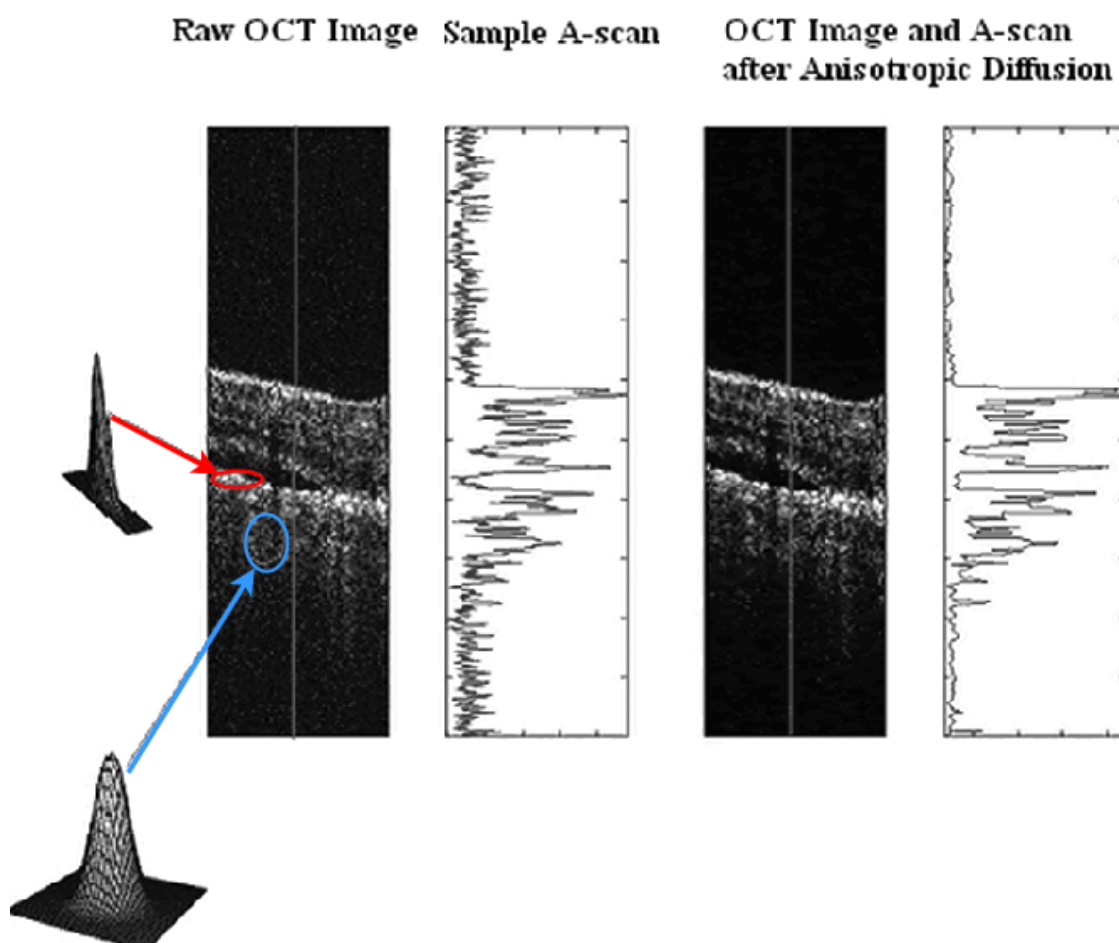 Raw OCT Image
Sample A-scan
OCT Image and A-scan
after Anisotropic Diffusion